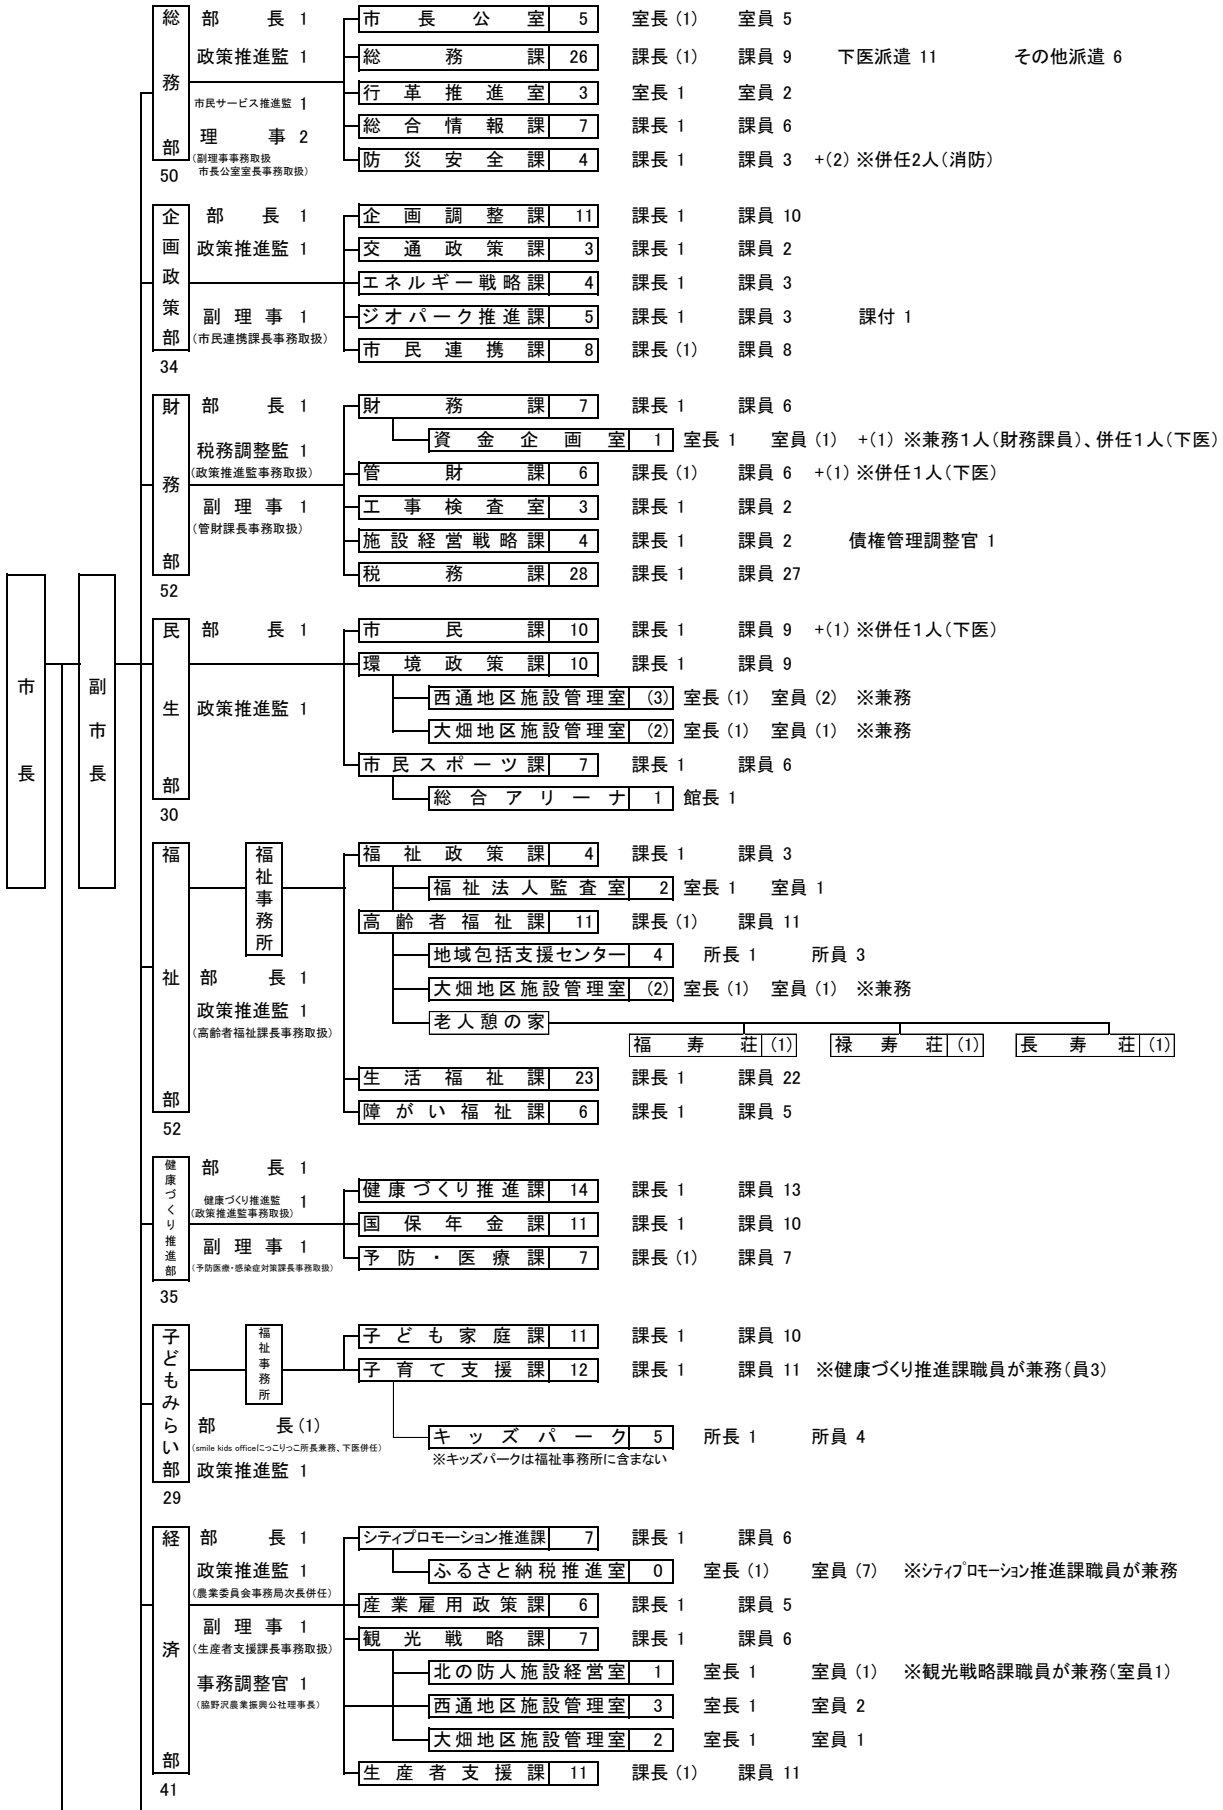 市長
副市長
総務部
50
部長 1
政策推進監 1
市民サービス推進監 1
理事 2
(副理事事務取扱
市長公室室長事務取扱)
市長公室 5 室長 (1) 室員 5
総務課 26 課長 (1) 課員 9 下医派遣 11 その他派遣 6
行革推進室 3 室長 1 室員 2
総合情報課 7 課長 1 課員 6
防災安全課 4 課長 1 課員 3 +(2) ※併任2人(消防)
企画政策部
34
部長 1
政策推進監 1
副理事 1
(市民連携課長事務取扱)
企画調整課 11 課長 1 課員 10
交通政策課 3 課長 1 課員 2
エネルギー戦略課 4 課長 1 課員 3
ジオパーク推進課 5 課長 1 課員 3 課付 1
市民連携課 8 課長 (1) 課員 8
財務部
52
部長 1
税務調整監 1
(政策推進監事務取扱)
副理事 1
(管財課長事務取扱)
財務課 7 課長 1 課員 6
資金企画室 1 室長 1 室員 (1) +(1) ※兼務1人(財務課員)、併任1人(下医)
管財課 6 課長 (1) 課員 6 +(1) ※併任1人(下医)
工事検査室 3 課長 1 課員 2
施設経営戦略課 4 課長 1 課員 2 債権管理調整官 1
税務課 28 課長 1 課員 27
民生部
30
部長 1
政策推進監 1
市民課 10 課長 1 課員 9 +(1) ※併任1人(下医)
環境政策課 10 課長 1 課員 9
西通地区施設管理室 (3) 室長 (1) 室員 (2) ※兼務
大畑地区施設管理室 (2) 室長 (1) 室員 (1) ※兼務
市民スポーツ課 7 課長 1 課員 6
総合アリーナ 1 館長 1
福祉部
52
福祉事務所
部長 1
政策推進監 1
(高齢者福祉課長事務取扱)
福祉政策課 4 課長 1 課員 3
福祉法人監査室 2 室長 1 室員 1
高齢者福祉課 11 課長 (1) 課員 11
地域包括支援センター 4 所長 1 所員 3
大畑地区施設管理室 (2) 室長 (1) 室員 (1) ※兼務
老人憩の家
福寿荘 (1) 禄寿荘 (1) 長寿荘 (1)
生活福祉課 23 課長 1 課員 22
障がい福祉課 6 課長 1 課員 5
健康づくり推進部
35
部長 1
健康づくり推進監 1
(政策推進監事務取扱)
副理事 1
(予防医療・感染症対策課長事務取扱)
健康づくり推進課 14 課長 1 課員 13
国保年金課 11 課長 1 課員 10
予防・医療課 7 課長 (1) 課員 7
子どもみらい部
29
福祉事務所
部長 (1)
(smile kids officeにっこりっこ所長兼務、下医併任)
政策推進監 1
子ども家庭課 11 課長 1 課員 10
子育て支援課 12 課長 1 課員 11 ※健康づくり推進課職員が兼務(員3)
キッズパーク 5 所長 1 所員 4
※キッズパークは福祉事務所に含まない
経済部
41
部長 1
政策推進監 1
(農業委員会事務局次長併任)
副理事 1
(生産者支援課長事務取扱)
事務調整官 1
(脇野沢農業振興公社理事長)
シティプロモーション推進課 7 課長 1 課員 6
ふるさと納税推進室 0 室長 (1) 室員 (7) ※シティプロモーション推進課職員が兼務
産業雇用政策課 6 課長 1 課員 5
観光戦略課 7 課長 1 課員 6
北の防人施設経営室 1 室長 1 室員 (1) ※観光戦略課職員が兼務(室員1)
西通地区施設管理室 3 室長 1 室員 2
大畑地区施設管理室 2 室長 1 室員 1
生産者支援課 11 課長 (1) 課員 11